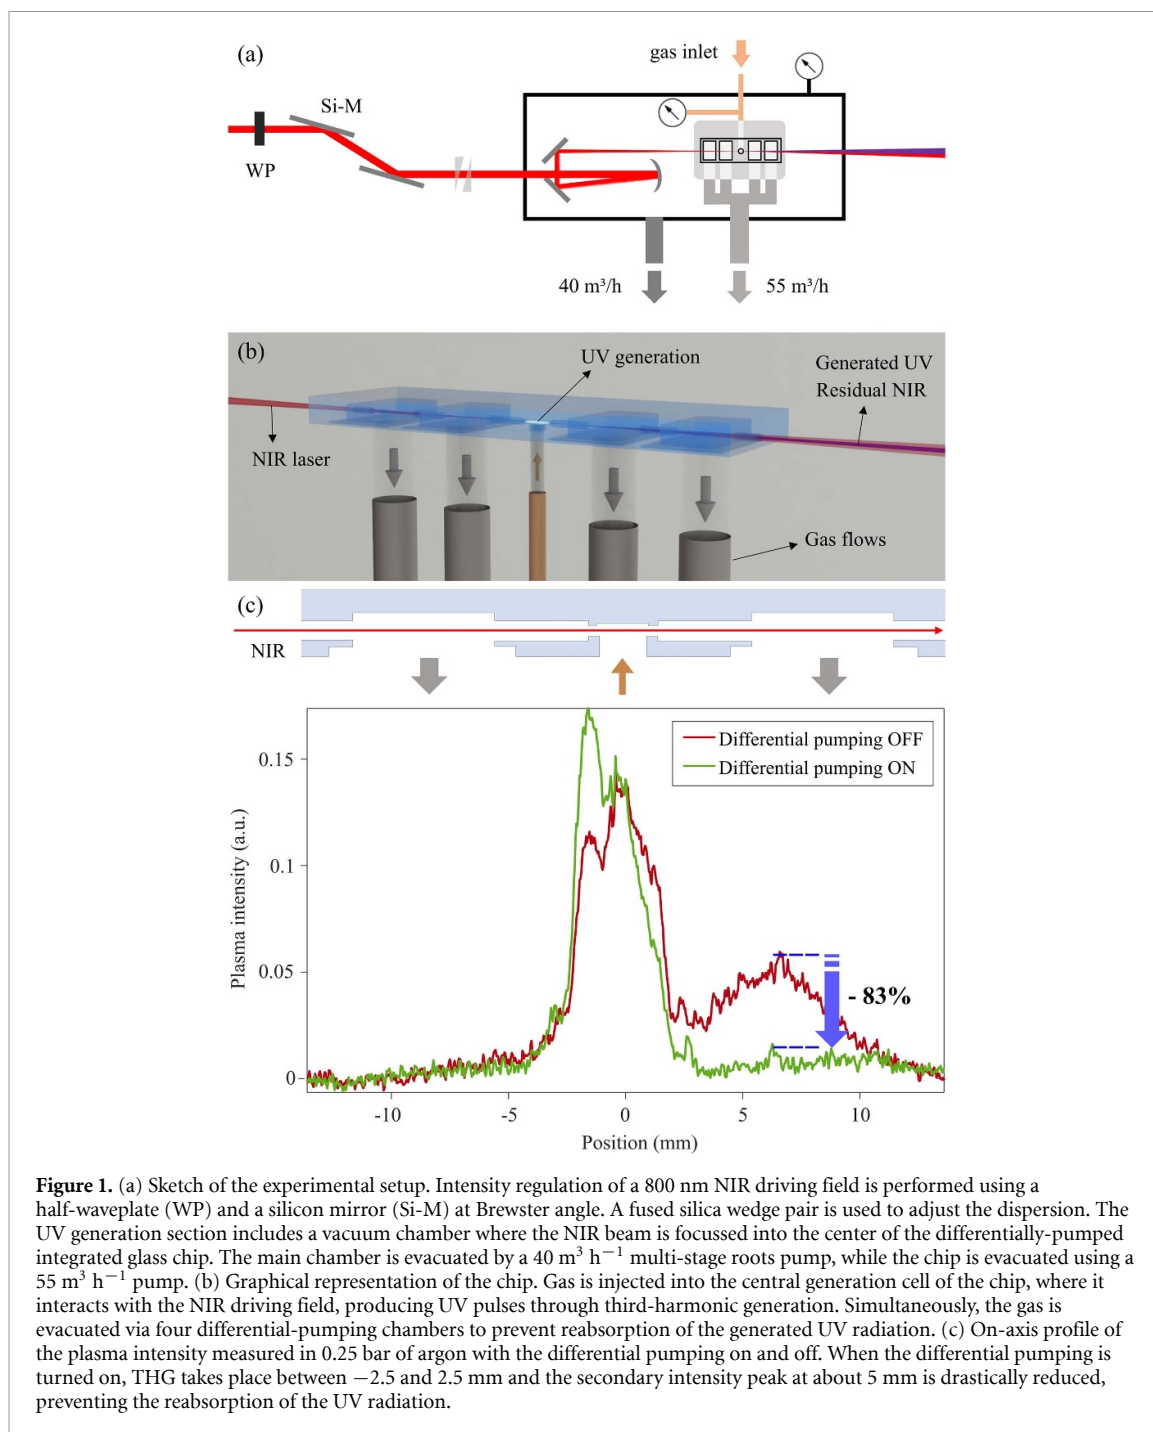 (a)
gas inlet
Si-M
WP
40 m³/h
55 m³/h
(b)
UV generation
Generated UV
Residual NIR
NIR laser
Gas flows
(c)
NIR
Differential pumping OFF
Differential pumping ON
0.15
0.1
0.05
0
Plasma intensity (a.u.)
- 83%
-10
-5
0
5
10
Position (mm)
Figure 1. (a) Sketch of the experimental setup. Intensity regulation of a 800 nm NIR driving field is performed using a
half-waveplate (WP) and a silicon mirror (Si-M) at Brewster angle. A fused silica wedge pair is used to adjust the dispersion. The
UV generation section includes a vacuum chamber where the NIR beam is focussed into the center of the differentially-pumped
integrated glass chip. The main chamber is evacuated by a 40 m³ h⁻¹ multi-stage roots pump, while the chip is evacuated using a
55 m³ h⁻¹ pump. (b) Graphical representation of the chip. Gas is injected into the central generation cell of the chip, where it
interacts with the NIR driving field, producing UV pulses through third-harmonic generation. Simultaneously, the gas is
evacuated via four differential-pumping chambers to prevent reabsorption of the generated UV radiation. (c) On-axis profile of
the plasma intensity measured in 0.25 bar of argon with the differential pumping on and off. When the differential pumping is
turned on, THG takes place between −2.5 and 2.5 mm and the secondary intensity peak at about 5 mm is drastically reduced,
preventing the reabsorption of the UV radiation.